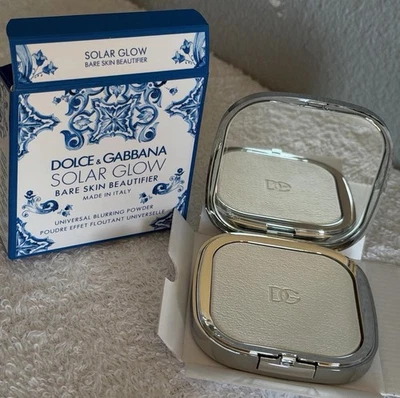 SOLAR GLOW
BARE SKIN BEAUTIFIER
DOLCE & GABBANA
SOLAR GLOW
BARE SKIN BEAUTIFIER
MADE IN ITALY
UNIVERSAL BLURRING POWDER
POUDRE EFFET FLOUTANT UNIVERSELLE
DG
DG